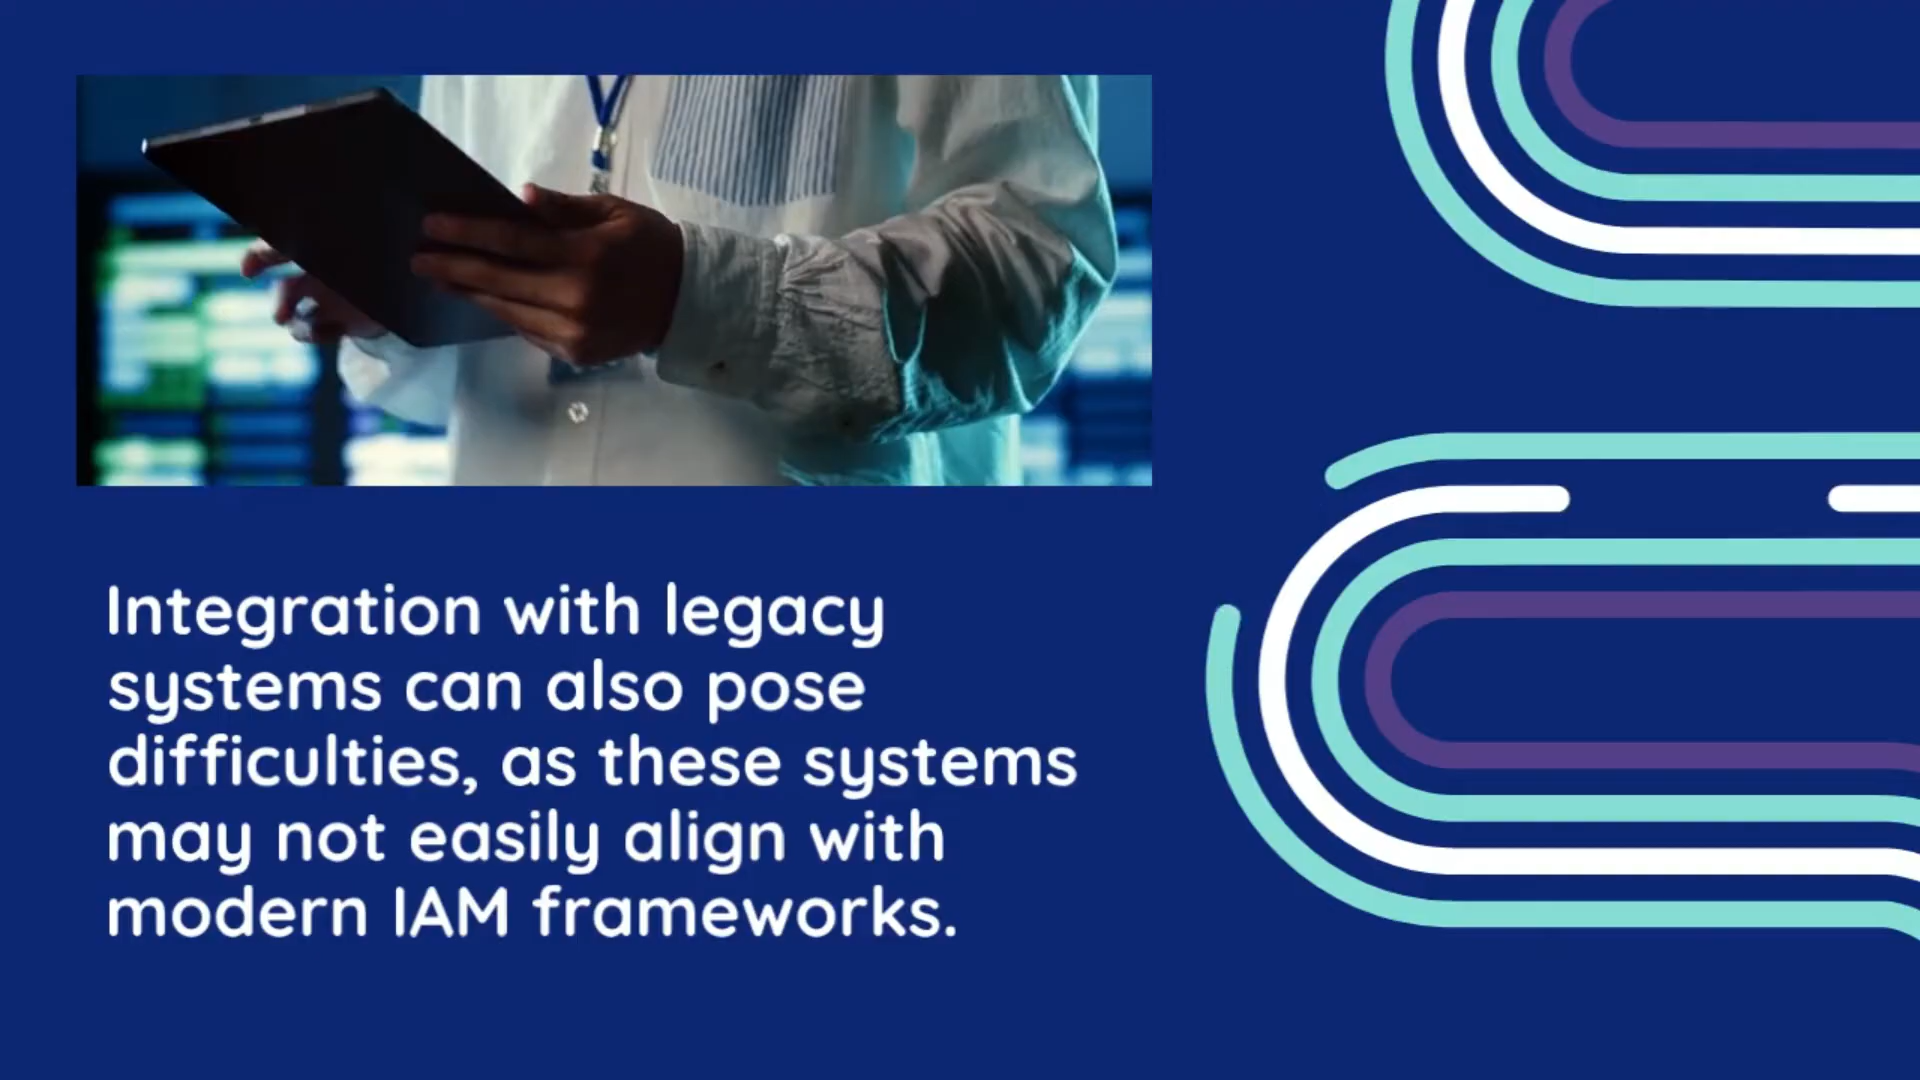 Integration with legacy
systems can also pose
difficulties, as these systems
may not easily align with
modern IAM frameworks.